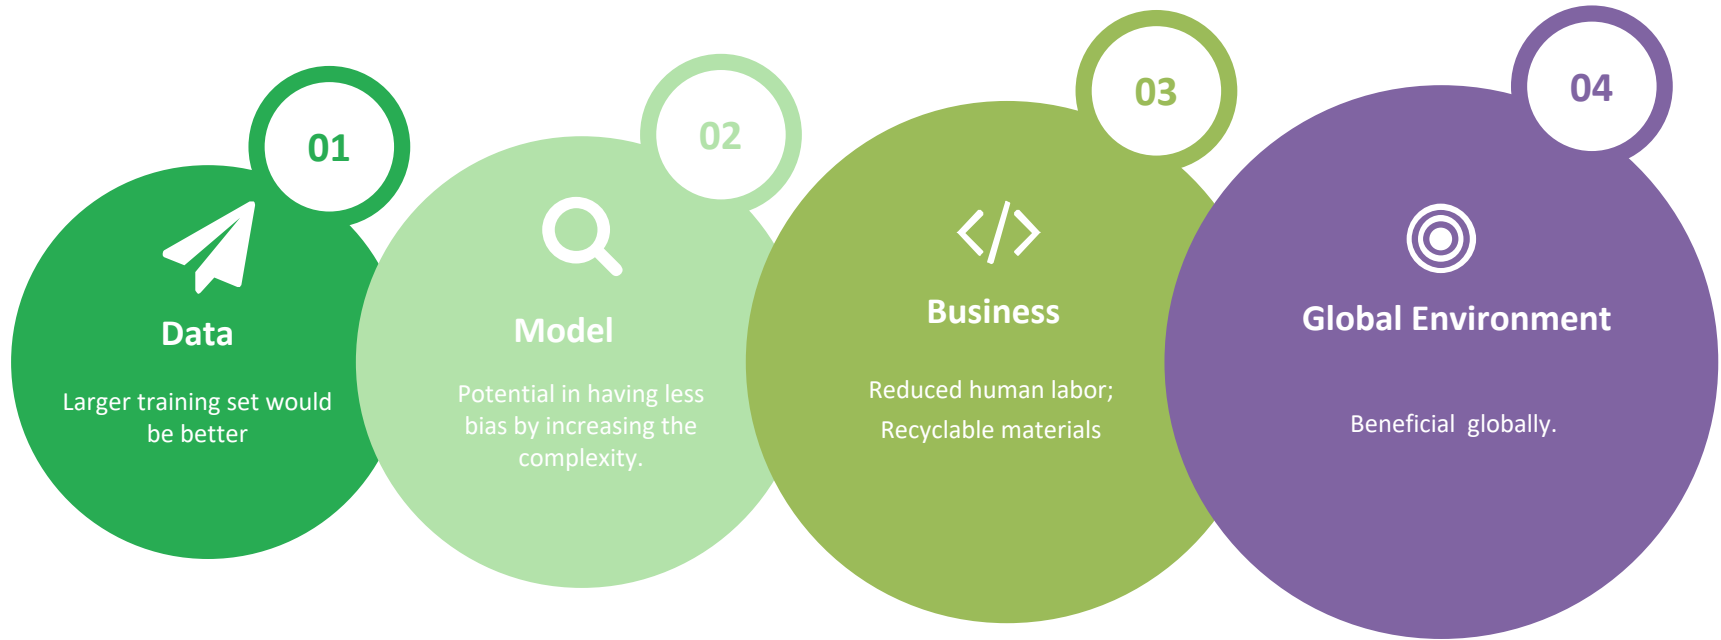 01
Data
Larger training set would
be better
02
Model
Potential in having less
bias by increasing the
complexity.
03
Business
Reduced human labor;
Recyclable materials
04
Global Environment
Beneficial  globally.